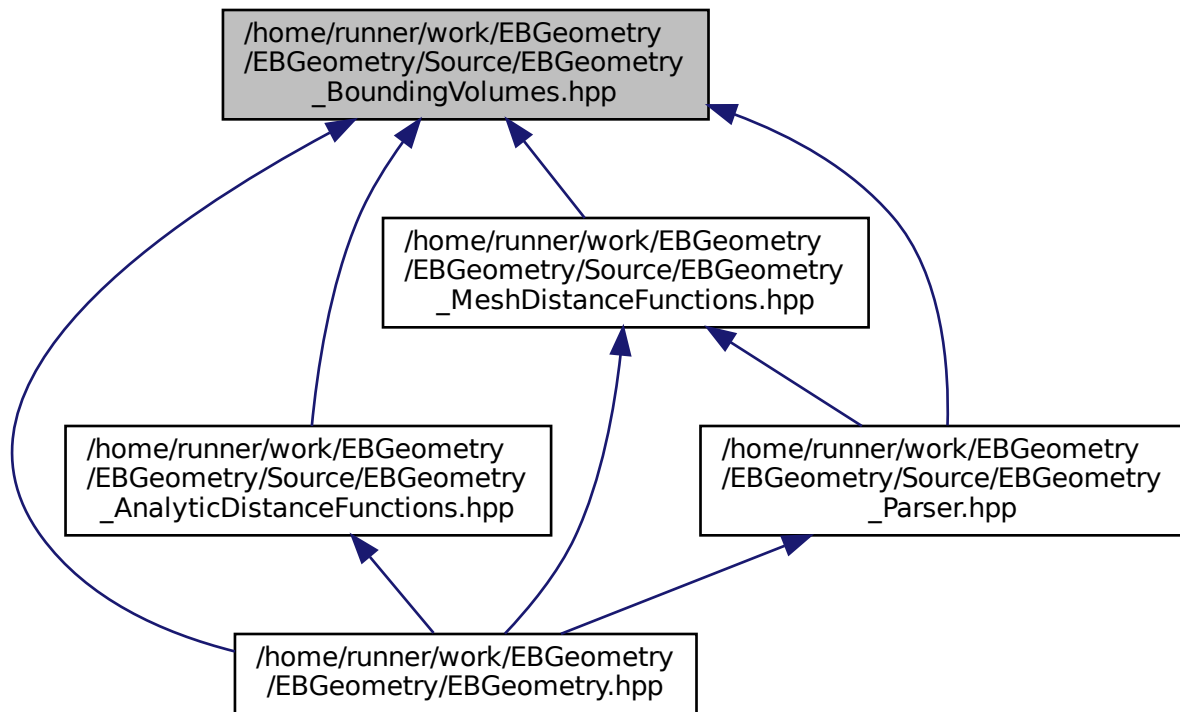 /home/runner/work/EBGeometry
/EBGeometry/Source/EBGeometry
_BoundingVolumes.hpp
/home/runner/work/EBGeometry
/EBGeometry/Source/EBGeometry
_MeshDistanceFunctions.hpp
/home/runner/work/EBGeometry
/EBGeometry/Source/EBGeometry
_AnalyticDistanceFunctions.hpp
/home/runner/work/EBGeometry
/EBGeometry/Source/EBGeometry
_Parser.hpp
/home/runner/work/EBGeometry
/EBGeometry/EBGeometry.hpp